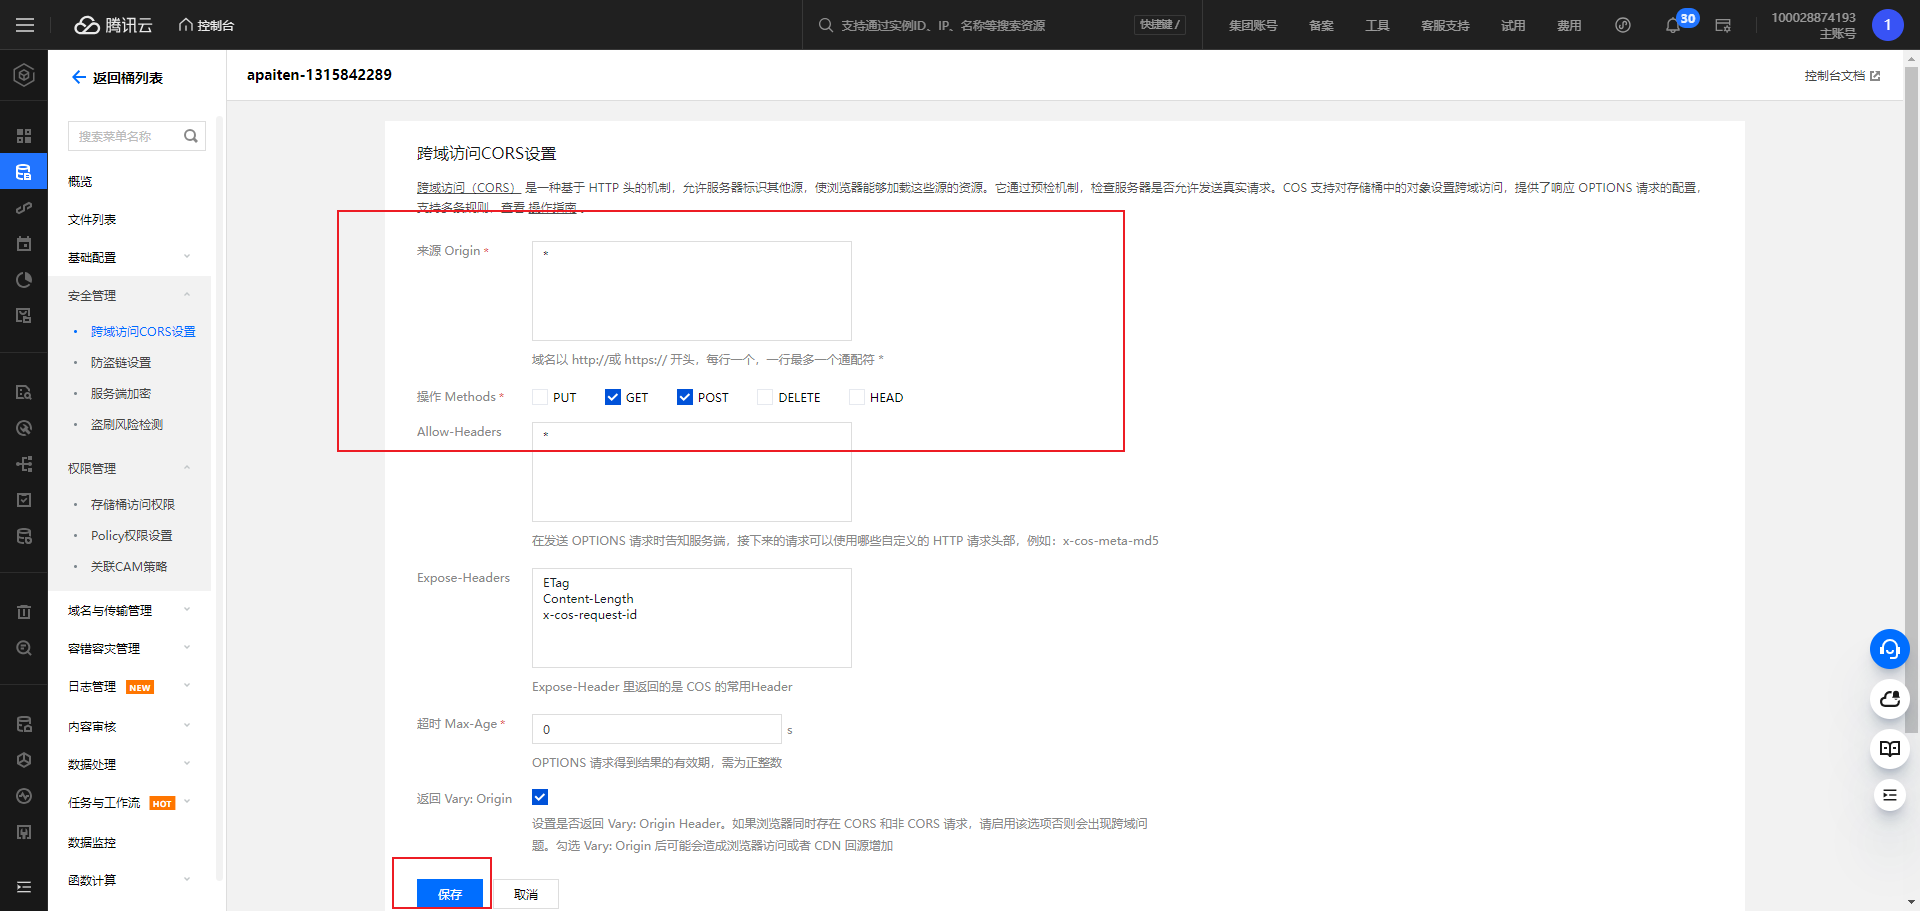 腾讯云
控制台
支持通过实例ID、IP、名称等搜索资源
快捷键 /
集团账号
备案
工具
客服支持
试用
费用
30
100028874193
主账号
1
返回桶列表
apaiten-1315842289
控制台文档
搜索菜单名称
概览
文件列表
基础配置
安全管理
跨域访问CORS设置
防盗链设置
服务端加密
盗刷风险检测
权限管理
存储桶访问权限
Policy权限设置
关联CAM策略
域名与传输管理
容错容灾管理
日志管理 NEW
内容审核
数据处理
任务与工作流 HOT
数据监控
函数计算
跨域访问CORS设置
跨域访问（CORS） 是一种基于 HTTP 头的机制，允许服务器标识其他源，使浏览器能够加载这些源的资源。它通过预检机制，检查服务器是否允许发送真实请求。COS 支持对存储桶中的对象设置跨域访问，提供了响应 OPTIONS 请求的配置，
支持多条规则，查看 操作指南 。
来源 Origin *
*
域名以 http://或 https:// 开头，每行一个，一行最多一个通配符 *
操作 Methods *
PUT GET POST DELETE HEAD
Allow-Headers
*
在发送 OPTIONS 请求时告知服务端，接下来的请求可以使用哪些自定义的 HTTP 请求头部，例如：x-cos-meta-md5
Expose-Headers
ETag
Content-Length
x-cos-request-id
Expose-Header 里返回的是 COS 的常用Header
超时 Max-Age *
0
s
OPTIONS 请求得到结果的有效期，需为正整数
返回 Vary: Origin
设置是否返回 Vary: Origin Header。如果浏览器同时存在 CORS 和非 CORS 请求，请启用该选项否则会出现跨域问
题。勾选 Vary: Origin 后可能会造成浏览器访问或者 CDN 回源增加
保存
取消